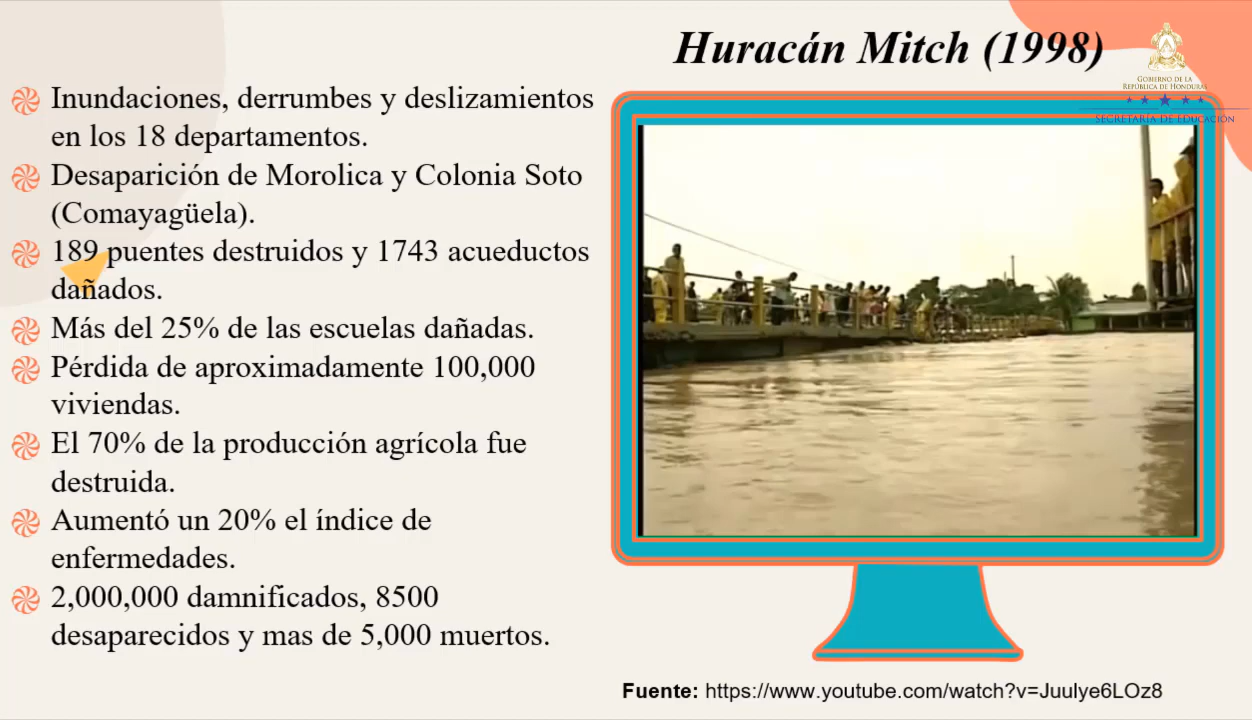 Huracán Mitch (1998)
GOBIERNO DE LA
REPÚBLICA DE HONDURAS
SECRETARÍA DE EDUCACIÓN
Inundaciones, derrumbes y deslizamientos
en los 18 departamentos.
Desaparición de Morolica y Colonia Soto
(Comayagüela).
189 puentes destruidos y 1743 acueductos
dañados.
Más del 25% de las escuelas dañadas.
Pérdida de aproximadamente 100,000
viviendas.
El 70% de la producción agrícola fue
destruida.
Aumentó un 20% el índice de
enfermedades.
2,000,000 damnificados, 8500
desaparecidos y mas de 5,000 muertos.
Fuente: https://www.youtube.com/watch?v=Juulye6LOz8